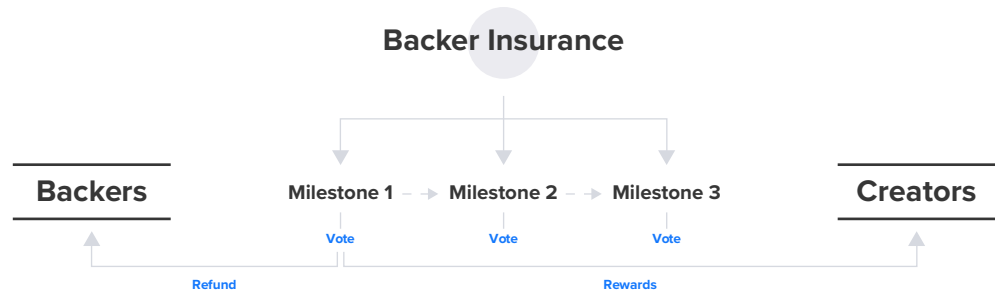 Backer Insurance
Backers
Milestone 1
Milestone 2
Milestone 3
Creators
Vote
Vote
Vote
Refund
Rewards